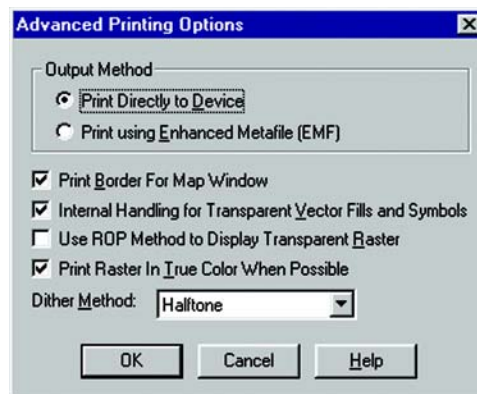 Advanced Printing Options
Output Method
Print Directly to Device
Print using Enhanced Metafile (EMF)
Print Border For Map Window
Internal Handling for Transparent Vector Fills and Symbols
Use ROP Method to Display Transparent Raster
Print Raster In True Color When Possible
Dither Method: Halftone
OK Cancel Help